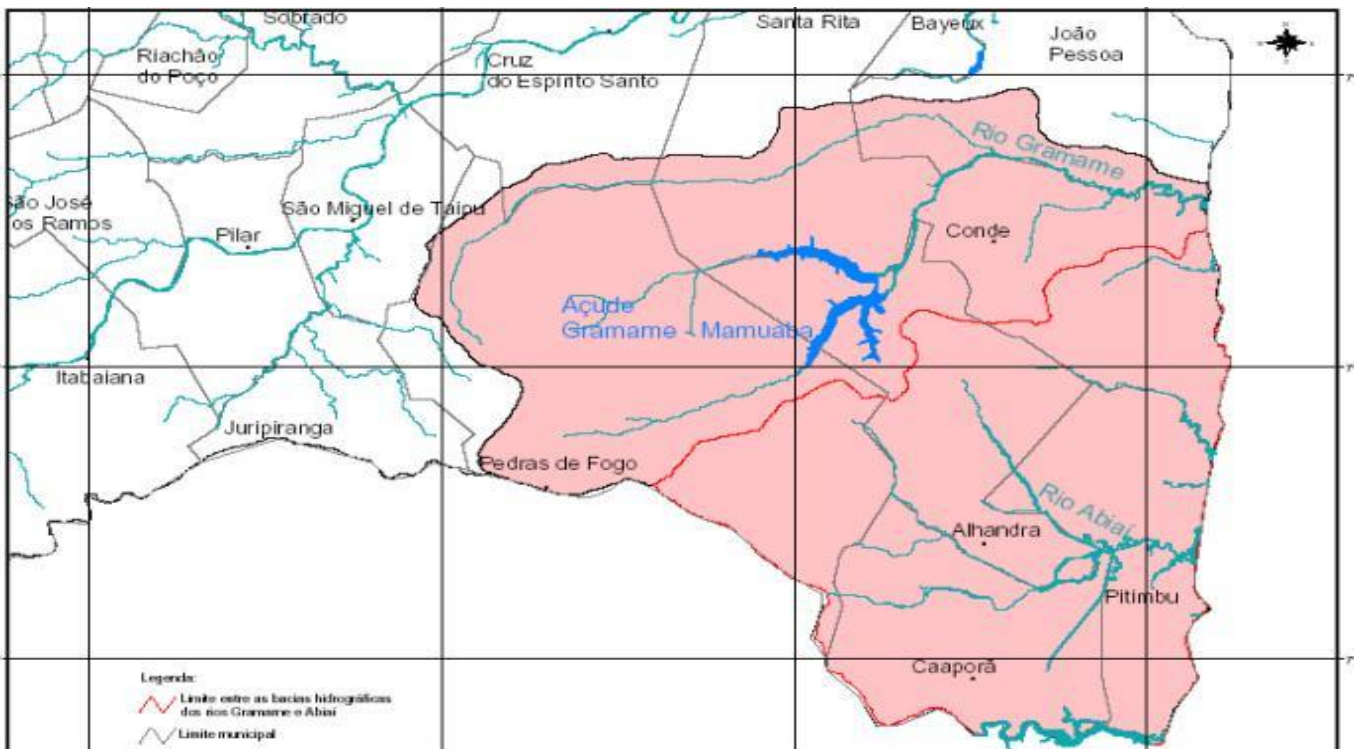 Sobrado
Santa Rita
Bayeux
João
Pessoa
Riachão
do Poço
Cruz
do Espírito Santo
Rio Gramame
São José
os Ramos
São Miguel de Taipu
Pilar
Conde
Açude
Gramame - Mamuaba
Itabaiana
Juripiranga
Pedras de Fogo
Rio Abiaí
Alhandra
Pitimbu
Caaporã
Legenda:
Limite entre as bacias hidrográficas
dos rios Gramame e Abiaí
Limite municipal